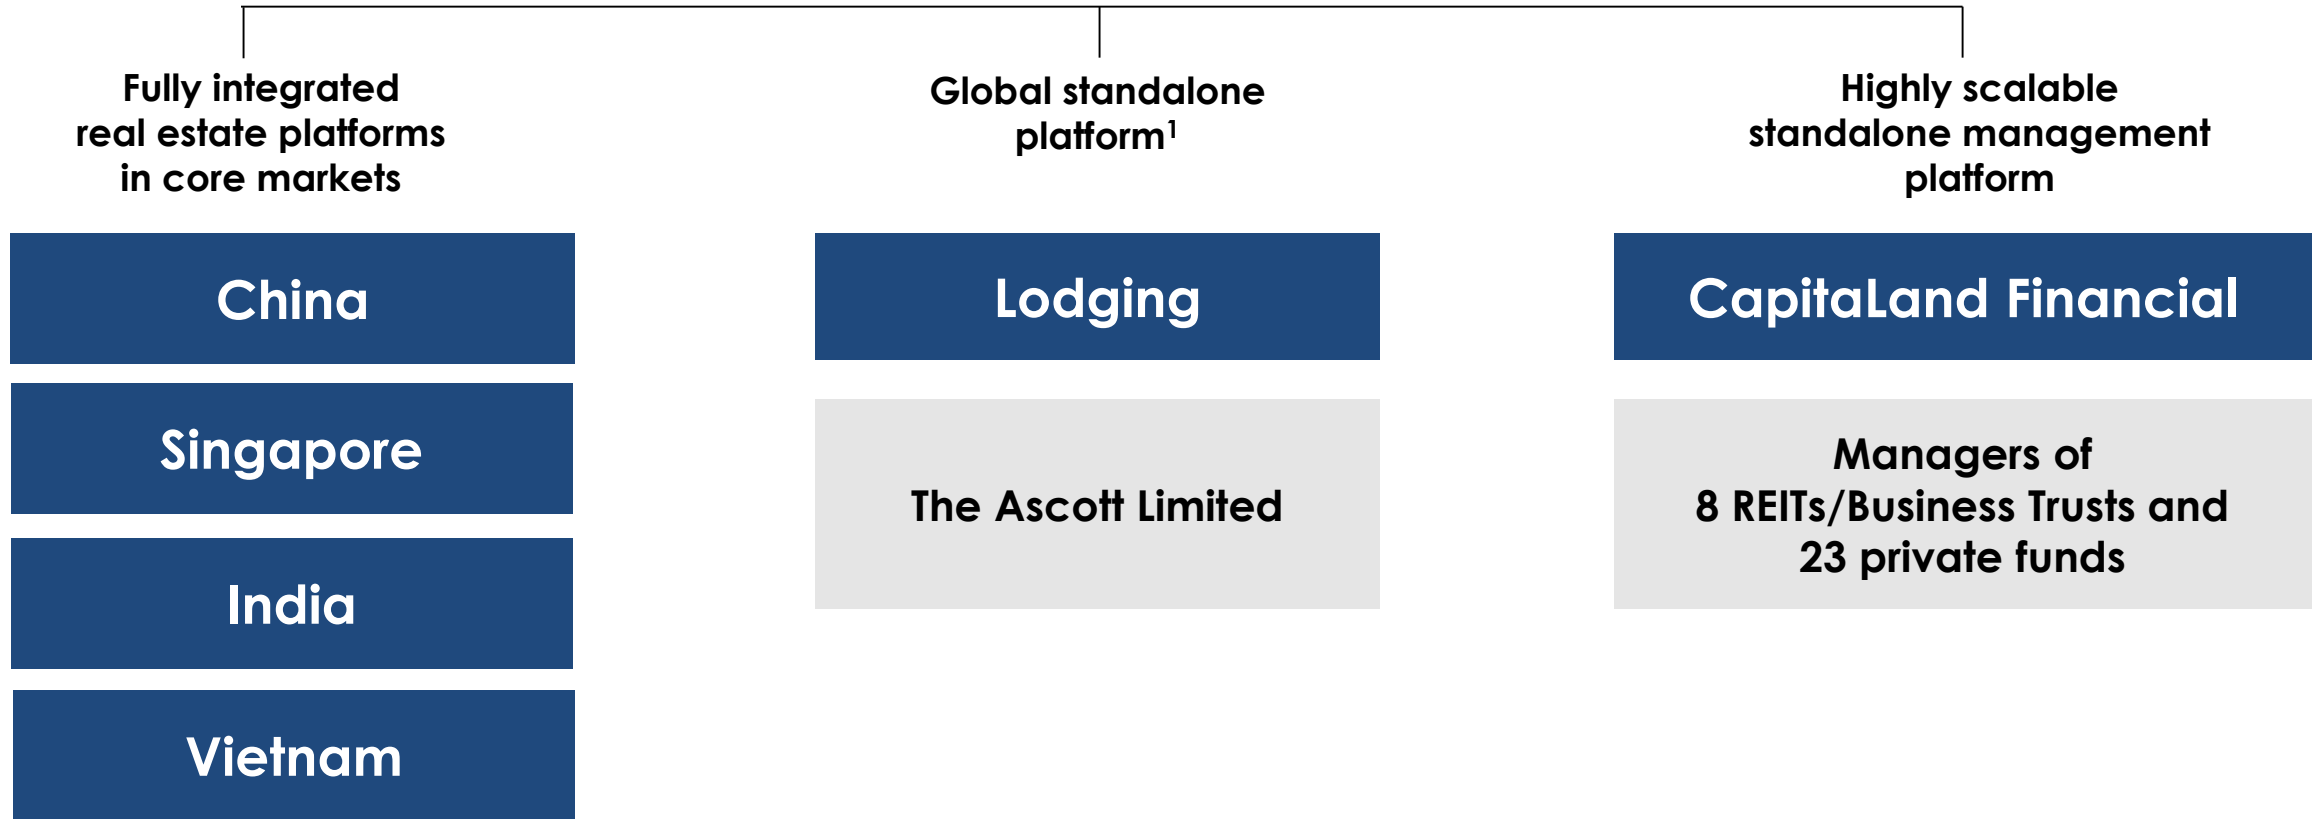 Fully integrated
real estate platforms
in core markets
China
Singapore
India
Vietnam
Global standalone
platform¹
Lodging
The Ascott Limited
Highly scalable
standalone management
platform
CapitaLand Financial
Managers of
8 REITs/Business Trusts and
23 private funds